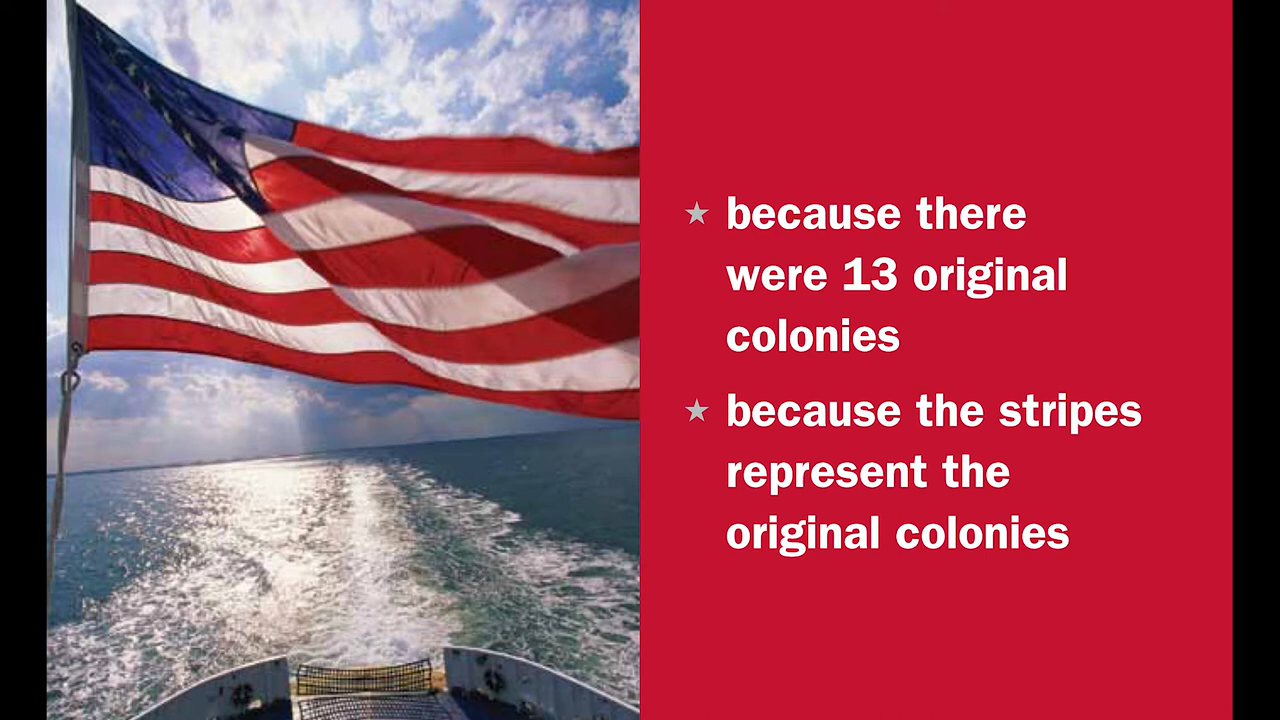 because there
were 13 original
colonies
because the stripes
represent the
original colonies